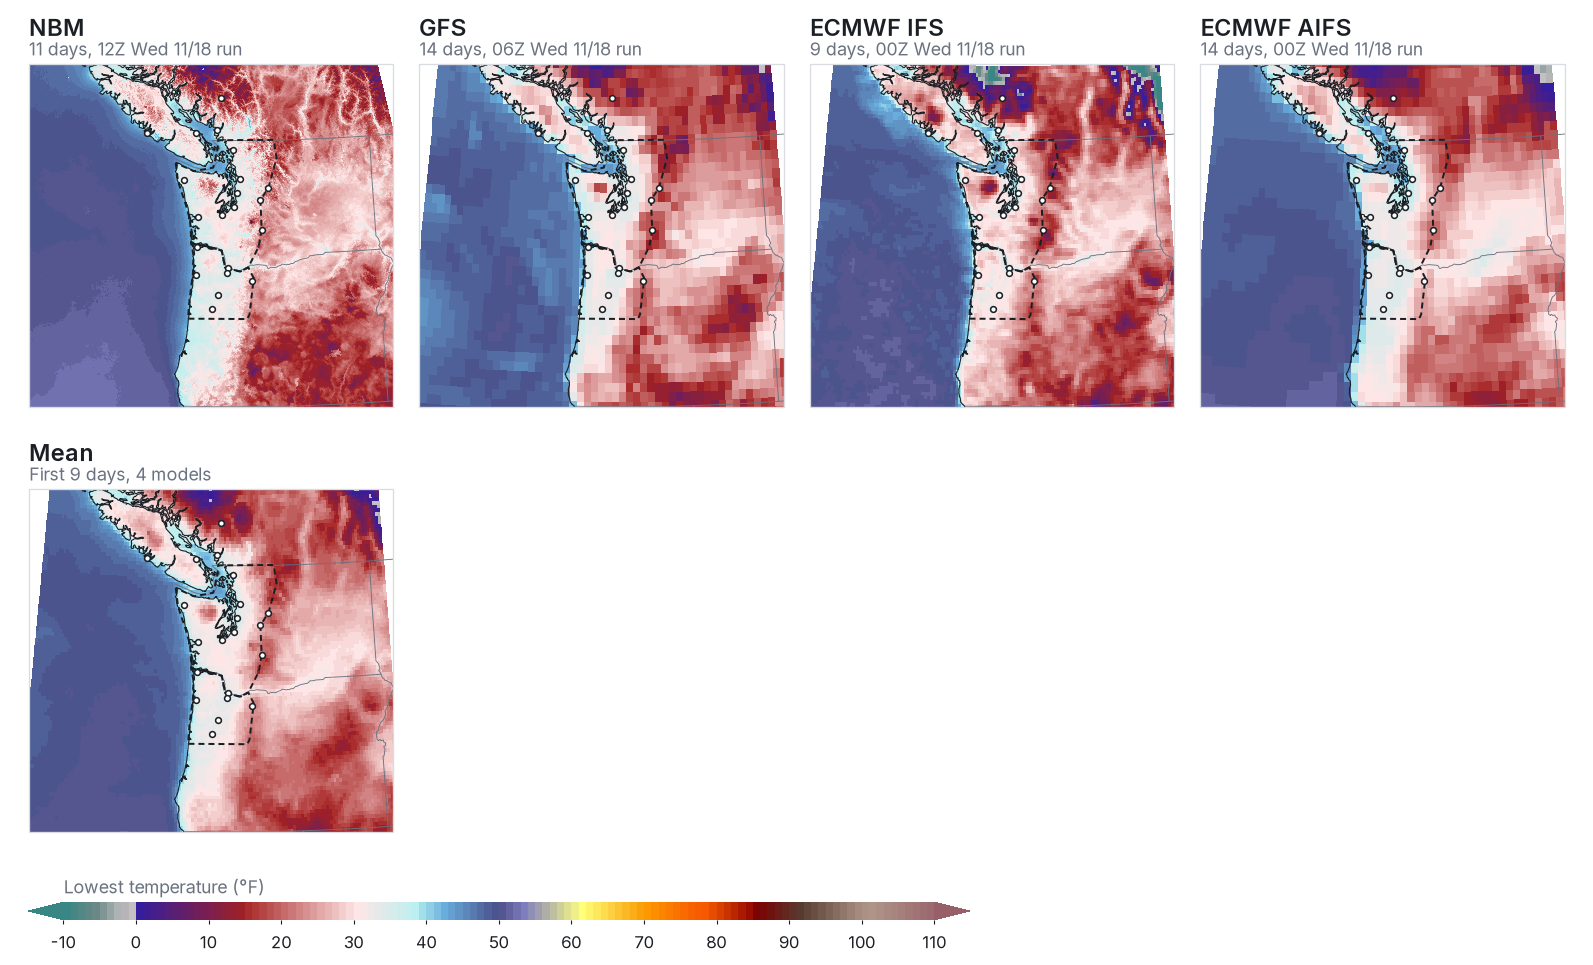 NBM
11 days, 12Z Wed 11/18 run
GFS
14 days, 06Z Wed 11/18 run
ECMWF IFS
9 days, 00Z Wed 11/18 run
ECMWF AIFS
14 days, 00Z Wed 11/18 run
Mean
First 9 days, 4 models
Lowest temperature (°F)
-10 0 10 20 30 40 50 60 70 80 90 100 110